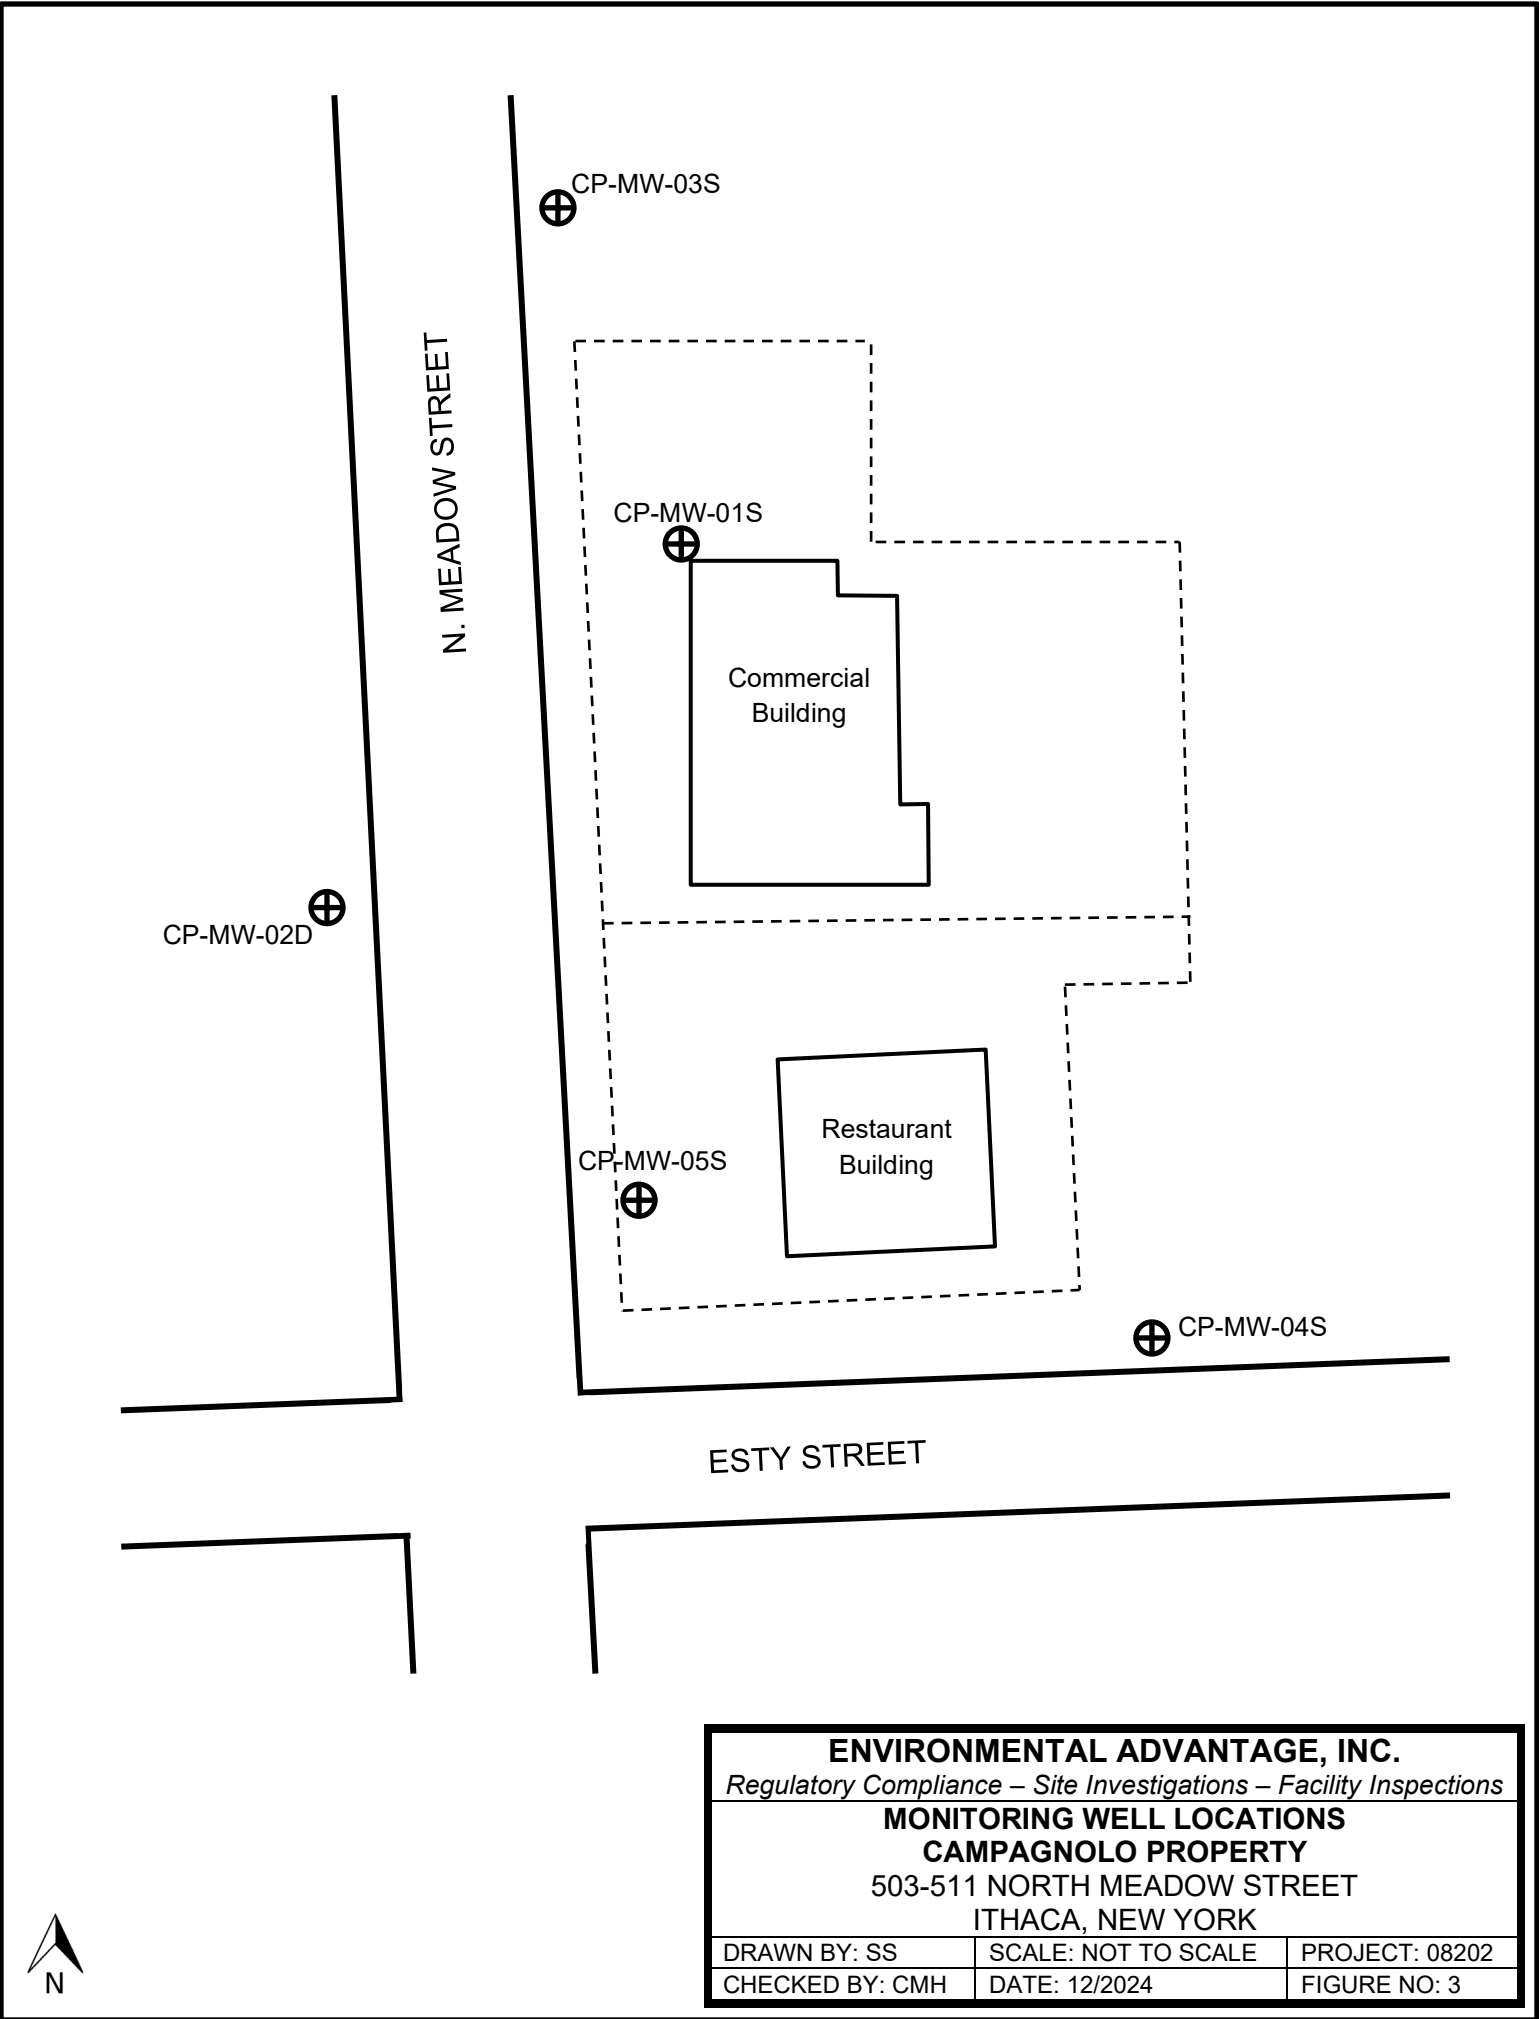 CP-MW-03S
N. MEADOW STREET
CP-MW-01S
Commercial
Building
CP-MW-02D
Restaurant
Building
CP-MW-05S
CP-MW-04S
ESTY STREET
ENVIRONMENTAL ADVANTAGE, INC.
Regulatory Compliance – Site Investigations – Facility Inspections
MONITORING WELL LOCATIONS
CAMPAGNOLO PROPERTY
503-511 NORTH MEADOW STREET
ITHACA, NEW YORK
DRAWN BY: SS SCALE: NOT TO SCALE PROJECT: 08202
CHECKED BY: CMH DATE: 12/2024 FIGURE NO: 3
N